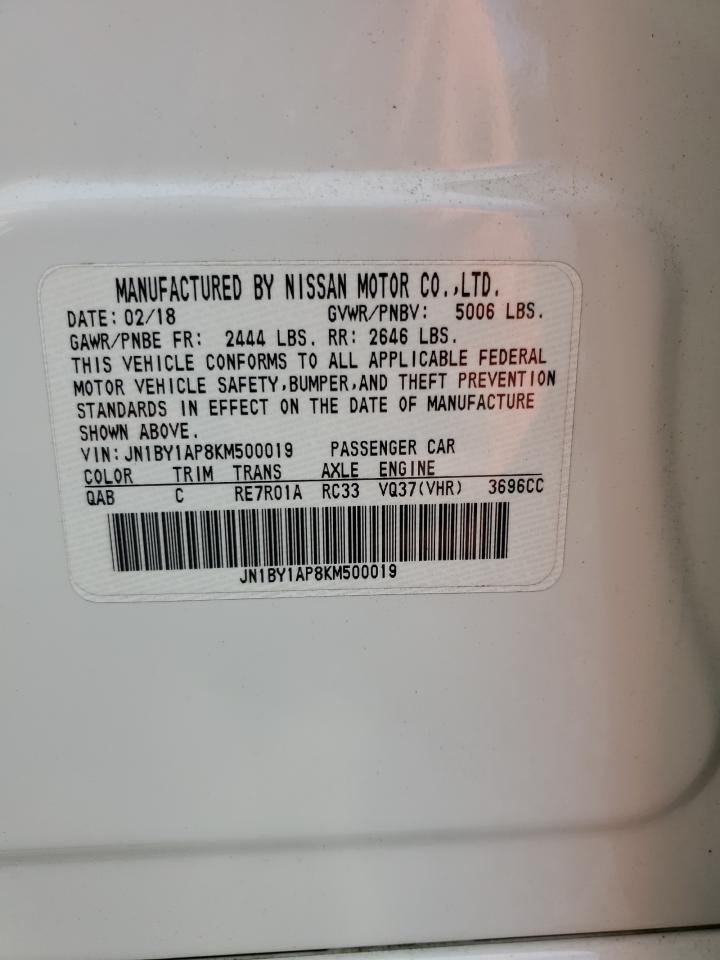 MANUFACTURED BY NISSAN MOTOR CO.,LTD.
DATE: 02/18 GVWR/PNBV: 5006 LBS.
GAWR/PNBE FR: 2444 LBS. RR: 2646 LBS.
THIS VEHICLE CONFORMS TO ALL APPLICABLE FEDERAL
MOTOR VEHICLE SAFETY,BUMPER,AND THEFT PREVENTION
STANDARDS IN EFFECT ON THE DATE OF MANUFACTURE
SHOWN ABOVE.
VIN: JN1BY1AP8KM500019 PASSENGER CAR
COLOR TRIM TRANS AXLE ENGINE
QAB C RE7R01A RC33 VQ37(VHR) 3696CC
JN1BY1AP8KM500019